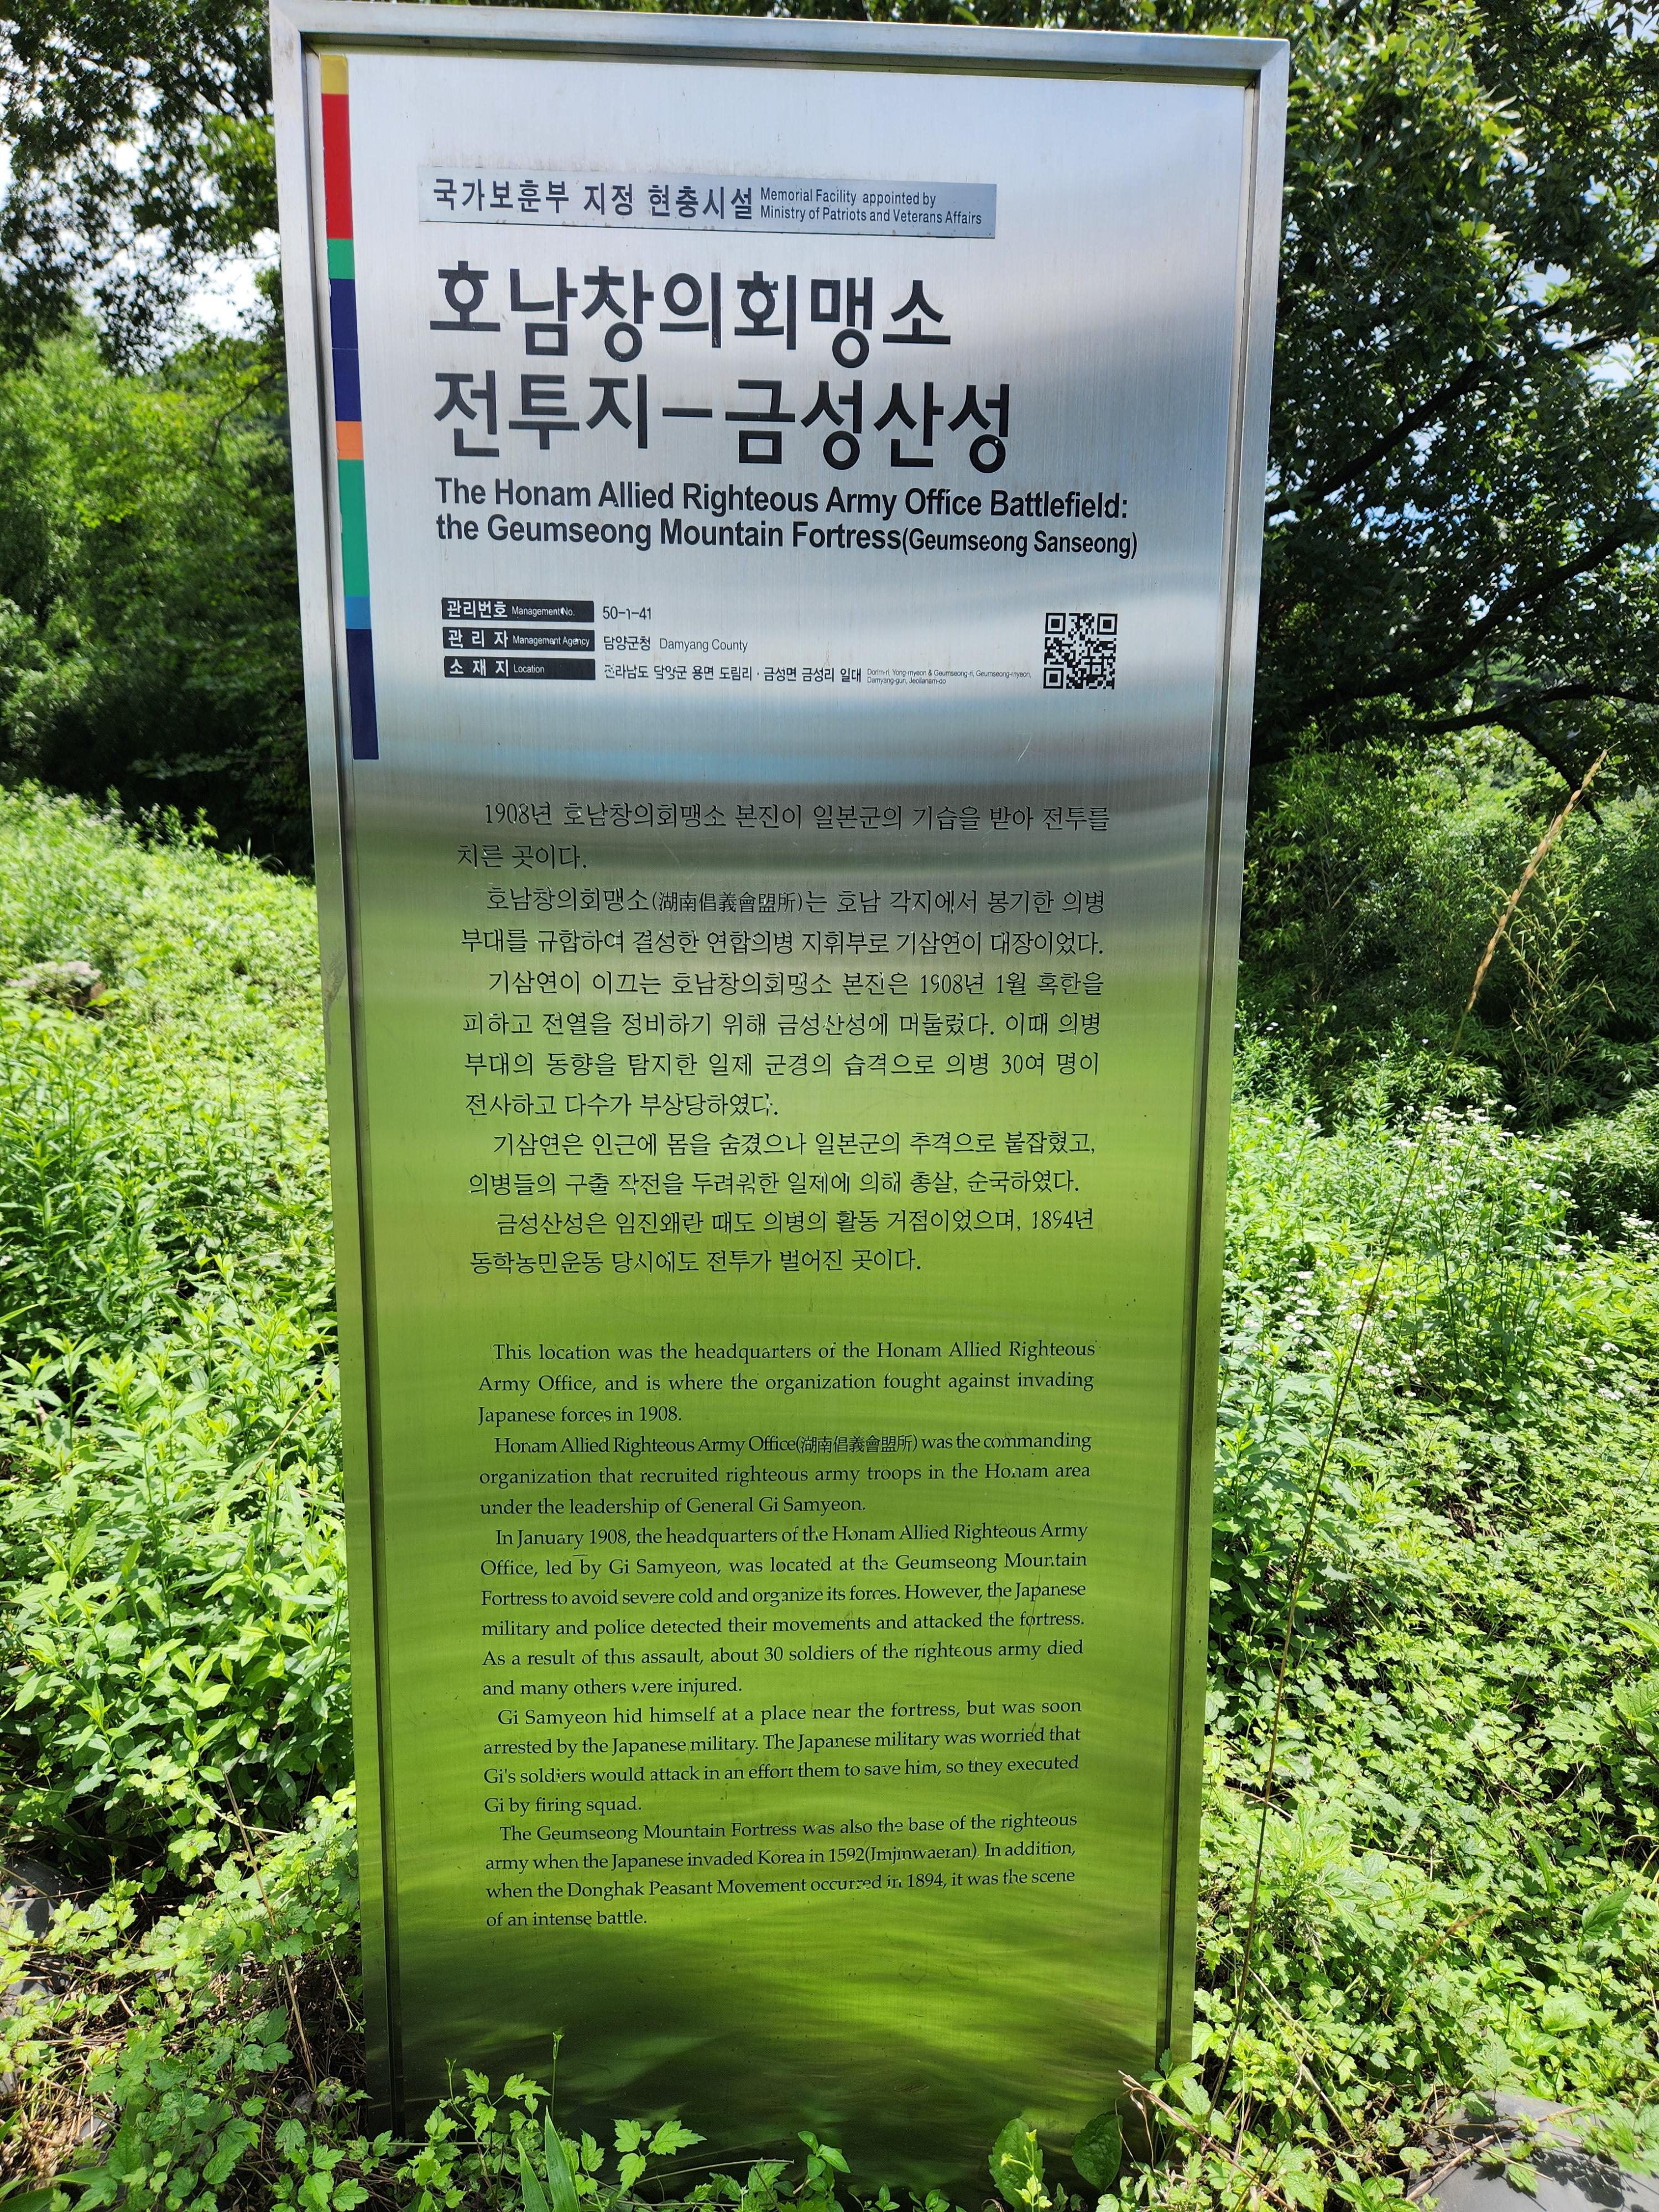 국가보훈부 지정 현충시설 Memorial Facility appointed by
Ministry of Patriots and Veterans Affairs
호남창의회맹소
전투지–금성산성
The Honam Allied Righteous Army Office Battlefield:
the Geumseong Mountain Fortress(Geumseong Sanseong)
관리번호 Management No. 50-1-41
관 리 자 Management Agency 담양군청 Damyang County
소 재 지 Location 전라남도 담양군 용면 도림리 · 금성면 금성리 일대 Dorim-ri, Yong-myeon & Geumseong-ri, Geumseong-myeon,
Damyang-gun, Jeollanam-do
1908년 호남창의회맹소 본진이 일본군의 기습을 받아 전투를
치른 곳이다.
호남창의회맹소(湖南倡義會盟所)는 호남 각지에서 봉기한 의병
부대를 규합하여 결성한 연합의병 지휘부로 기삼연이 대장이었다.
기삼연이 이끄는 호남창의회맹소 본진은 1908년 1월 혹한을
피하고 전열을 정비하기 위해 금성산성에 머물렀다. 이때 의병
부대의 동향을 탐지한 일제 군경의 습격으로 의병 30여 명이
전사하고 다수가 부상당하였다.
기삼연은 인근에 몸을 숨겼으나 일본군의 추격으로 붙잡혔고,
의병들의 구출 작전을 두려워한 일제에 의해 총살, 순국하였다.
금성산성은 임진왜란 때도 의병의 활동 거점이었으며, 1894년
동학농민운동 당시에도 전투가 벌어진 곳이다.
This location was the headquarters of the Honam Allied Righteous
Army Office, and is where the organization fought against invading
Japanese forces in 1908.
Honam Allied Righteous Army Office(湖南倡義會盟所) was the commanding
organization that recruited righteous army troops in the Honam area
under the leadership of General Gi Samyeon.
In January 1908, the headquarters of the Honam Allied Righteous Army
Office, led by Gi Samyeon, was located at the Geumseong Mountain
Fortress to avoid severe cold and organize its forces. However, the Japanese
military and police detected their movements and attacked the fortress.
As a result of this assault, about 30 soldiers of the righteous army died
and many others were injured.
Gi Samyeon hid himself at a place near the fortress, but was soon
arrested by the Japanese military. The Japanese military was worried that
Gi's soldiers would attack in an effort them to save him, so they executed
Gi by firing squad.
The Geumseong Mountain Fortress was also the base of the righteous
army when the Japanese invaded Korea in 1592(Imjinwaeran). In addition,
when the Donghak Peasant Movement occurred in 1894, it was the scene
of an intense battle.